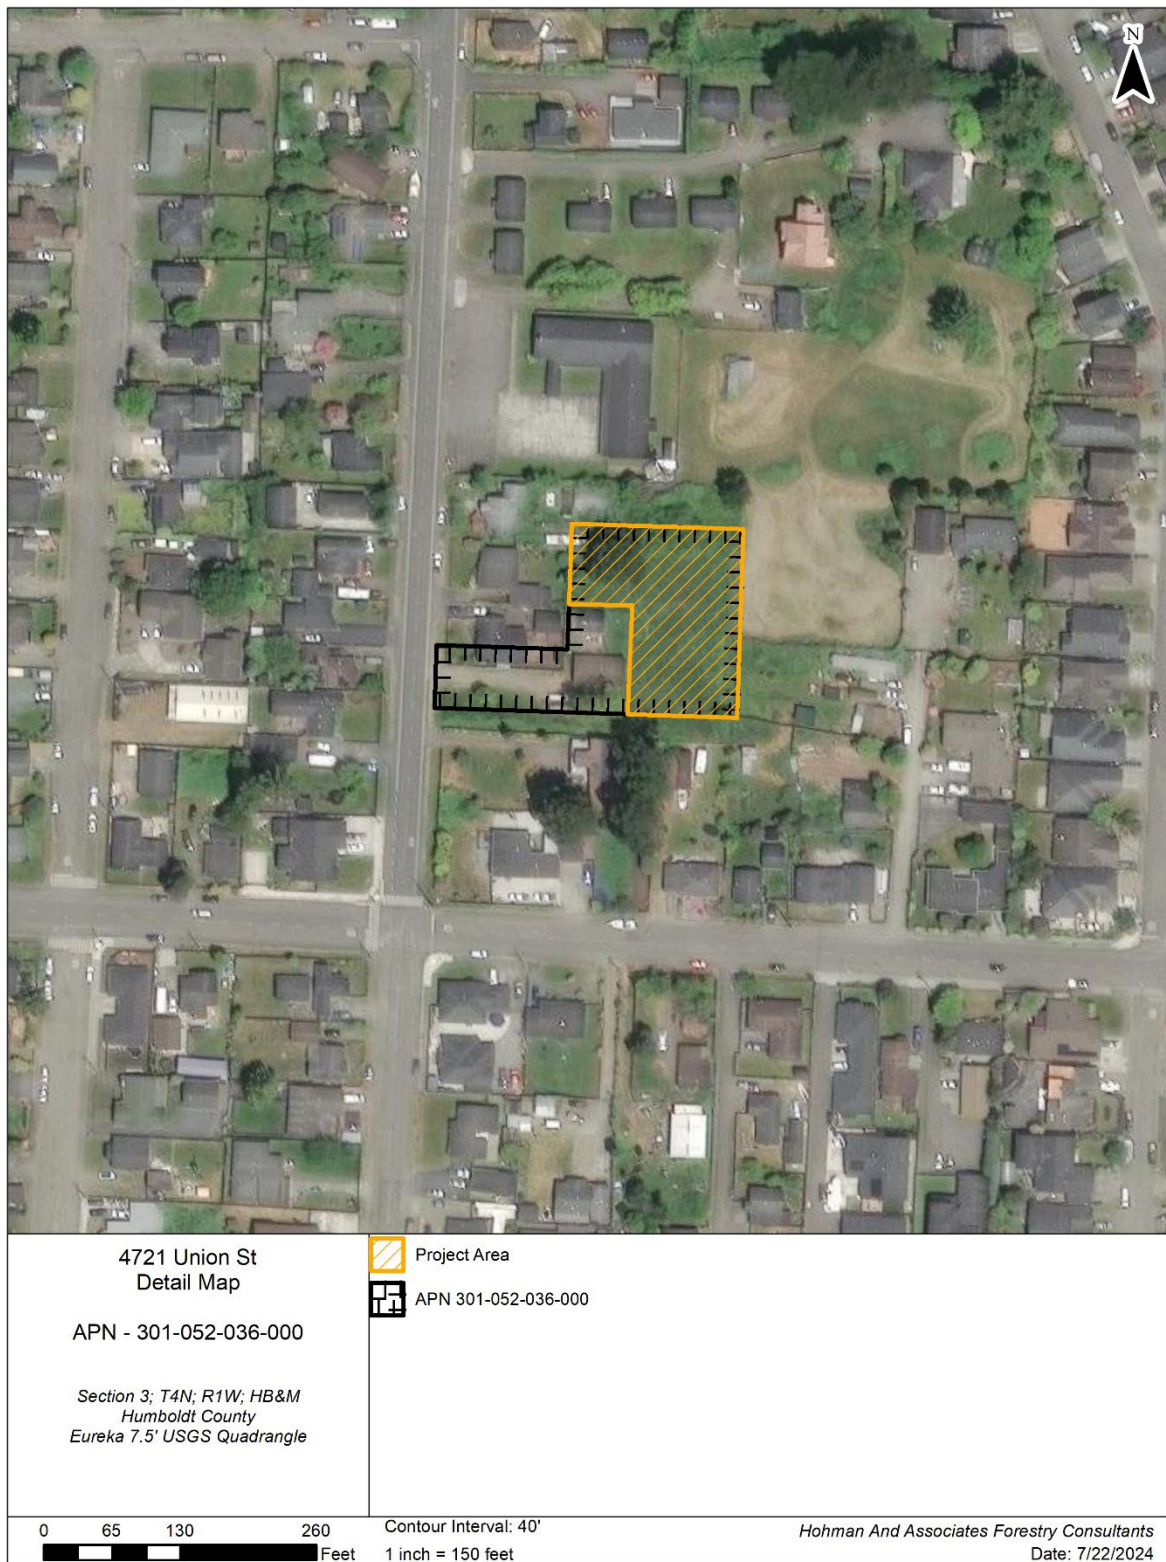 N
4721 Union St
Detail Map
APN - 301-052-036-000
Section 3; T4N; R1W; HB&M
Humboldt County
Eureka 7.5' USGS Quadrangle
Project Area
APN 301-052-036-000
0 65 130 260
Feet
Contour Interval: 40'
1 inch = 150 feet
Hohman And Associates Forestry Consultants
Date: 7/22/2024